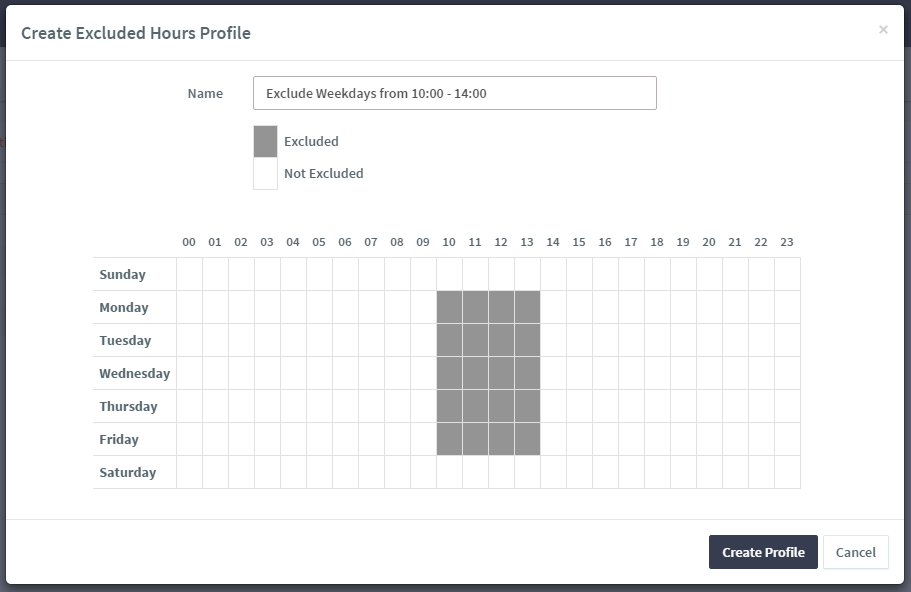 Create Excluded Hours Profile ×
Name Exclude Weekdays from 10:00 - 14:00
Excluded
Not Excluded
00 01 02 03 04 05 06 07 08 09 10 11 12 13 14 15 16 17 18 19 20 21 22 23
Sunday
Monday
Tuesday
Wednesday
Thursday
Friday
Saturday
Create Profile Cancel